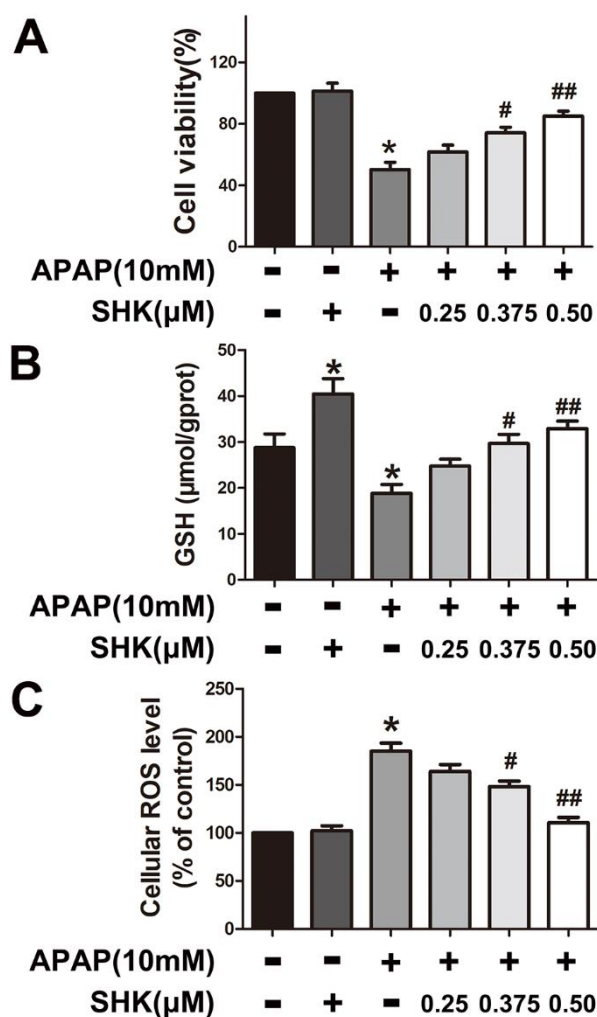 A
Cell viability(%)
120
80
40
0
*
#
##
APAP(10mM) - - + + + +
SHK(μM) - + - 0.25 0.375 0.50
B
GSH (μmol/gprot)
50
40
30
20
10
0
*
*
#
##
APAP(10mM) - - + + + +
SHK(μM) - + - 0.25 0.375 0.50
C
Cellular ROS level
(% of control)
250
200
150
100
50
0
*
#
##
APAP(10mM) - - + + + +
SHK(μM) - + - 0.25 0.375 0.50